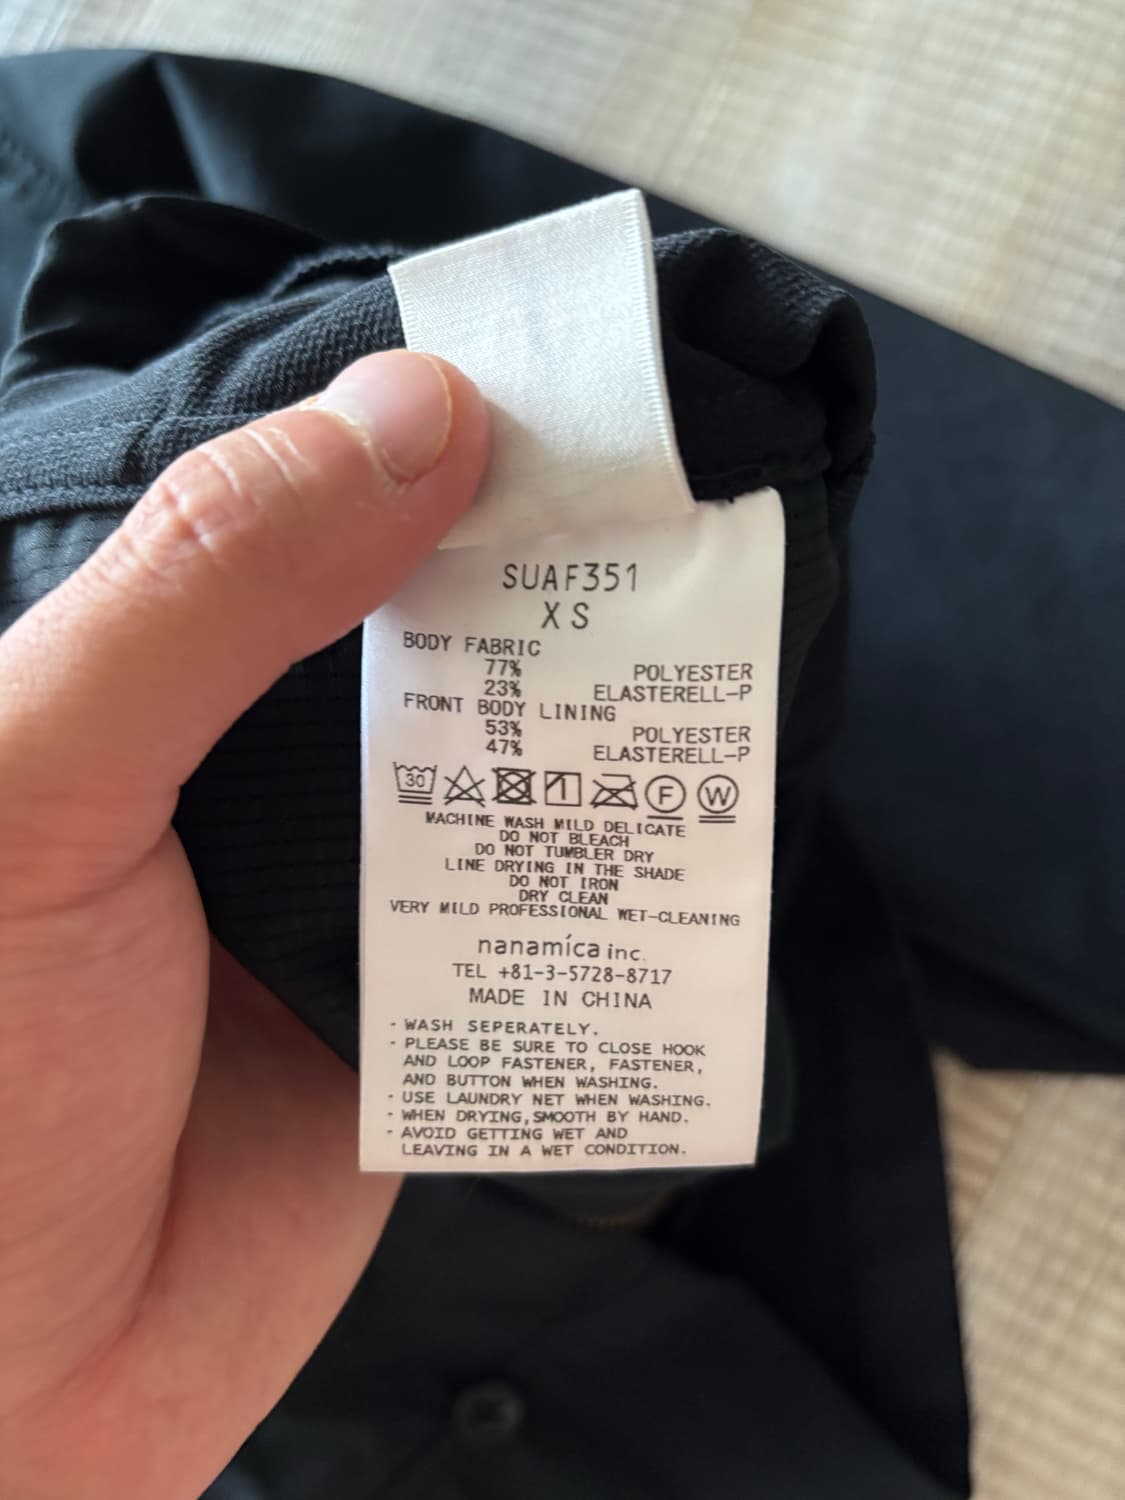 SUAF351
XS
BODY FABRIC
77% POLYESTER
23% ELASTERELL-P
FRONT BODY LINING
53% POLYESTER
47% ELASTERELL-P
30 F W
MACHINE WASH MILD DELICATE
DO NOT BLEACH
DO NOT TUMBLER DRY
LINE DRYING IN THE SHADE
DO NOT IRON
DRY CLEAN
VERY MILD PROFESSIONAL WET-CLEANING
nanamíca inc.
TEL +81-3-5728-8717
MADE IN CHINA
- WASH SEPERATELY.
- PLEASE BE SURE TO CLOSE HOOK
AND LOOP FASTENER, FASTENER,
AND BUTTON WHEN WASHING.
- USE LAUNDRY NET WHEN WASHING.
- WHEN DRYING,SMOOTH BY HAND.
- AVOID GETTING WET AND
LEAVING IN A WET CONDITION.